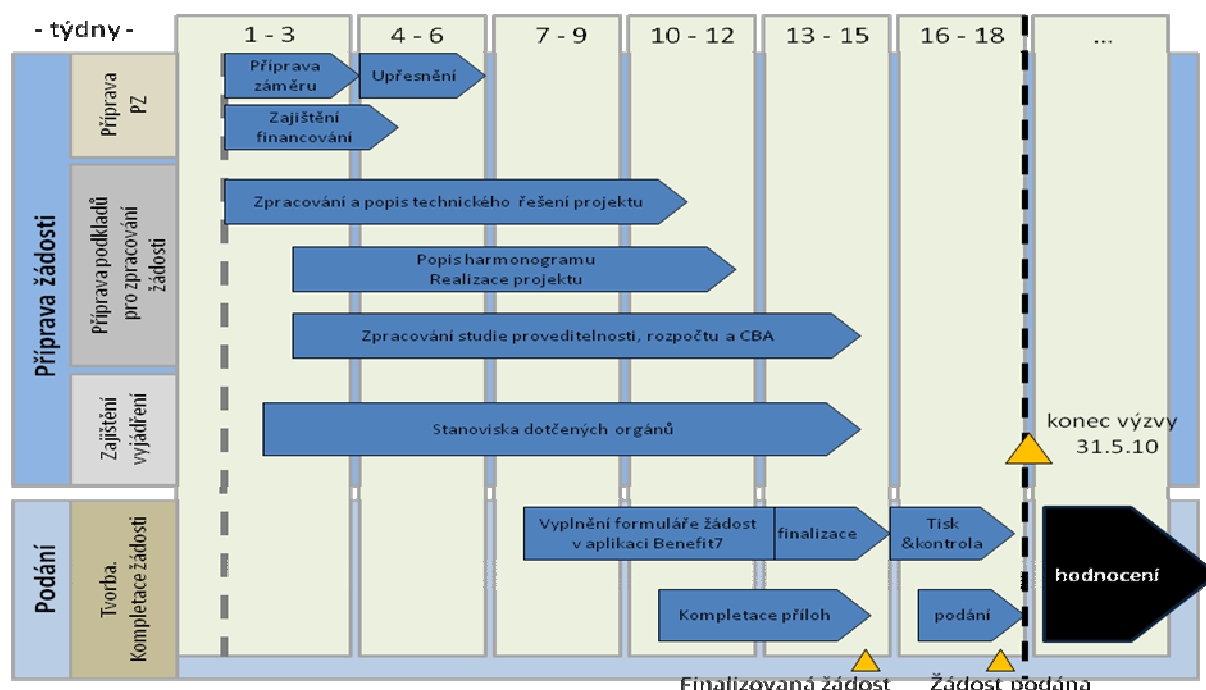 - týdny -
1 - 3
4 - 6
7 - 9
10 - 12
13 - 15
16 - 18
...
Příprava žádosti
Příprava
PZ
Příprava
záměru
Upřesnění
Zajištění
financování
Příprava podkladů
pro zpracování
žádosti
Zpracování a popis technického řešení projektu
Popis harmonogramu
Realizace projektu
Zpracování studie proveditelnosti, rozpočtu a CBA
Zajištění
vyjádření
Stanoviska dotčených orgánů
konec výzvy
31.5.10
Podání
Tvorba.
Kompletace žádosti
Vyplnění formuláře žádost
v aplikaci Benefit7
finalizace
Tisk
&kontrola
hodnocení
Kompletace příloh
podání
Finalizovaná žádost
Žádost podána